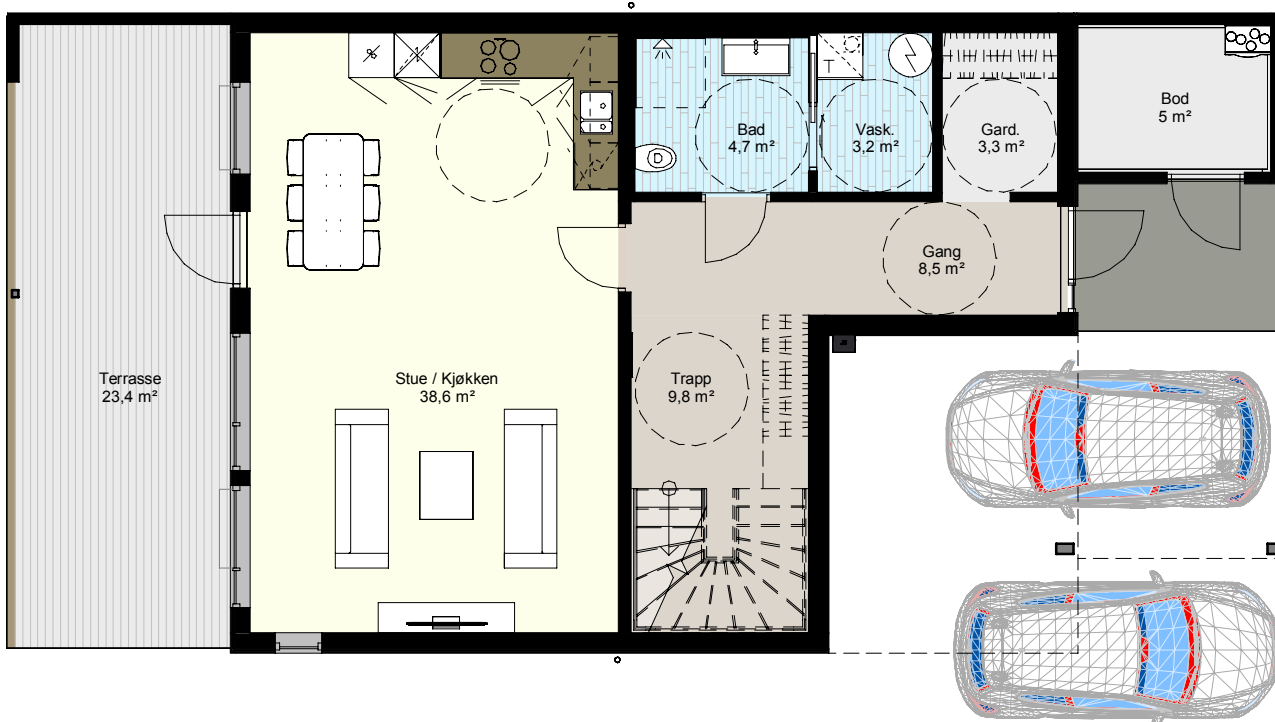 Bad
4,7 m²
Vask.
3,2 m²
Gard.
3,3 m²
Bod
5 m²
T
D
Gang
8,5 m²
Terrasse
23,4 m²
Stue / Kjøkken
38,6 m²
Trapp
9,8 m²